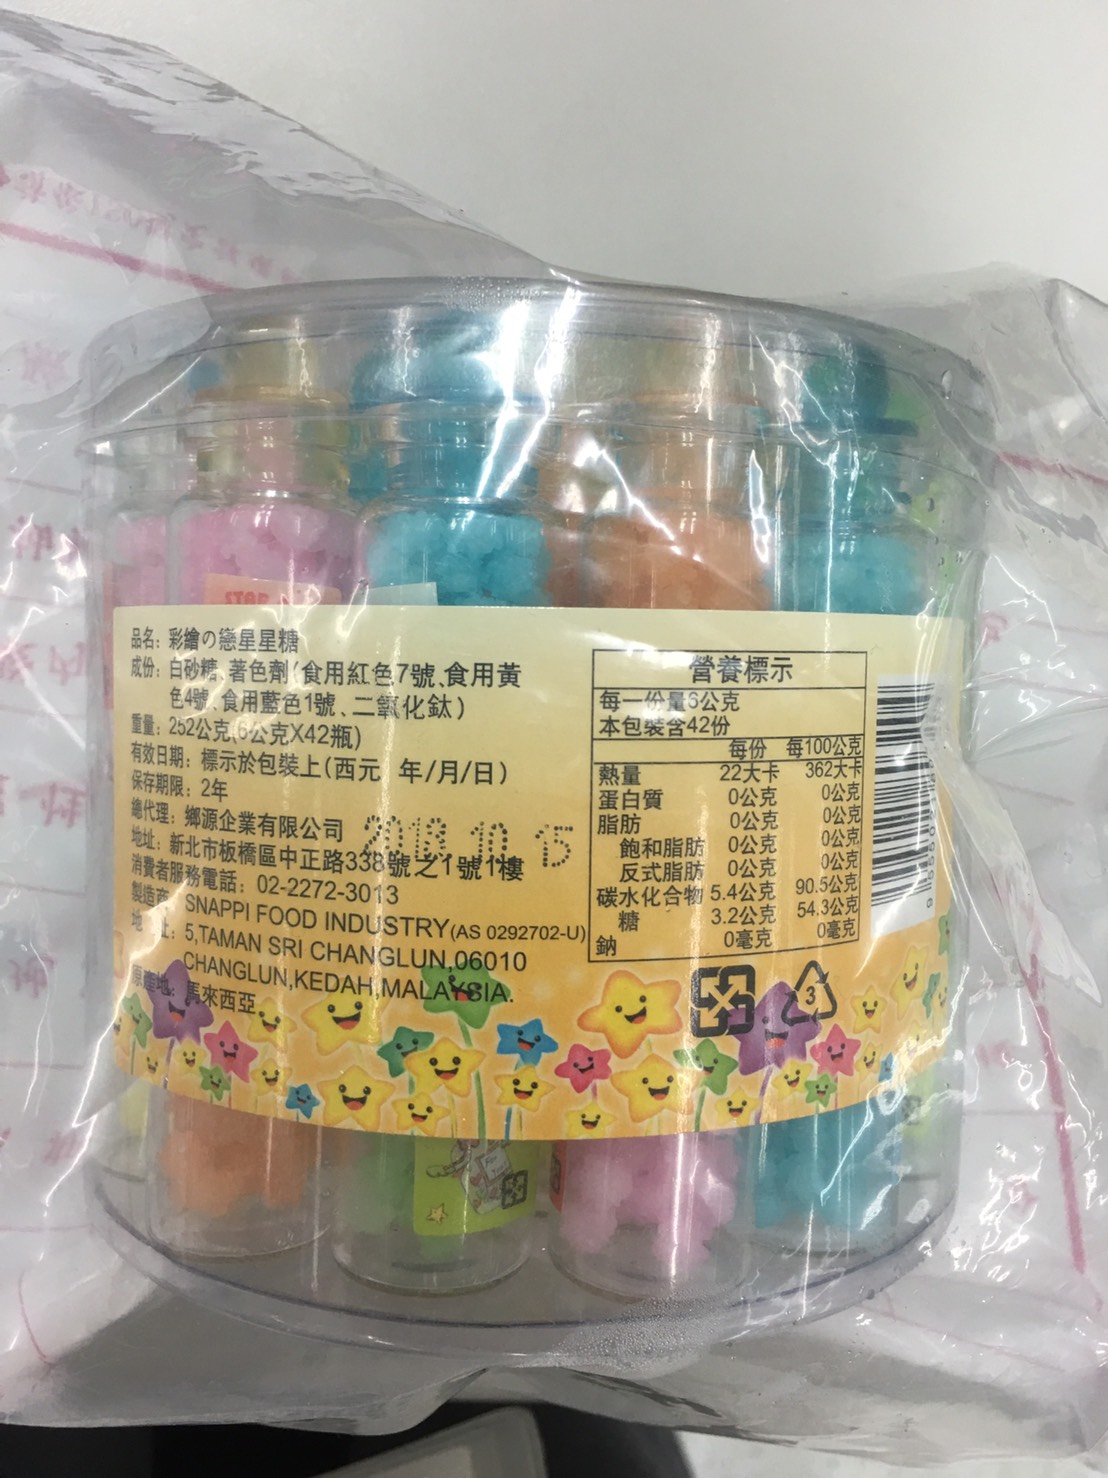 品名：彩繪の戀星星糖
成份：白砂糖、著色劑(食用紅色7號、食用黃
色4號、食用藍色1號、二氧化鈦)
重量：252公克(6公克X42瓶)
有效日期：標示於包裝上(西元 年/月/日)
保存期限：2年
總代理：鄉源企業有限公司
2018.10.15
地址：新北市板橋區中正路338號之1號1樓
消費者服務電話：02-2272-3013
製造商：SNAPPI FOOD INDUSTRY(AS 0292702-U)
地 址：5,TAMAN SRI CHANGLUN,06010
CHANGLUN,KEDAH,MALAYSIA.
原產地：馬來西亞
營養標示
每一份量6公克
本包裝含42份
每份 每100公克
熱量 22大卡 362大卡
蛋白質 0公克 0公克
脂肪 0公克 0公克
飽和脂肪 0公克 0公克
反式脂肪 0公克 0公克
碳水化合物 5.4公克 90.5公克
糖 3.2公克 54.3公克
鈉 0毫克 0毫克
3